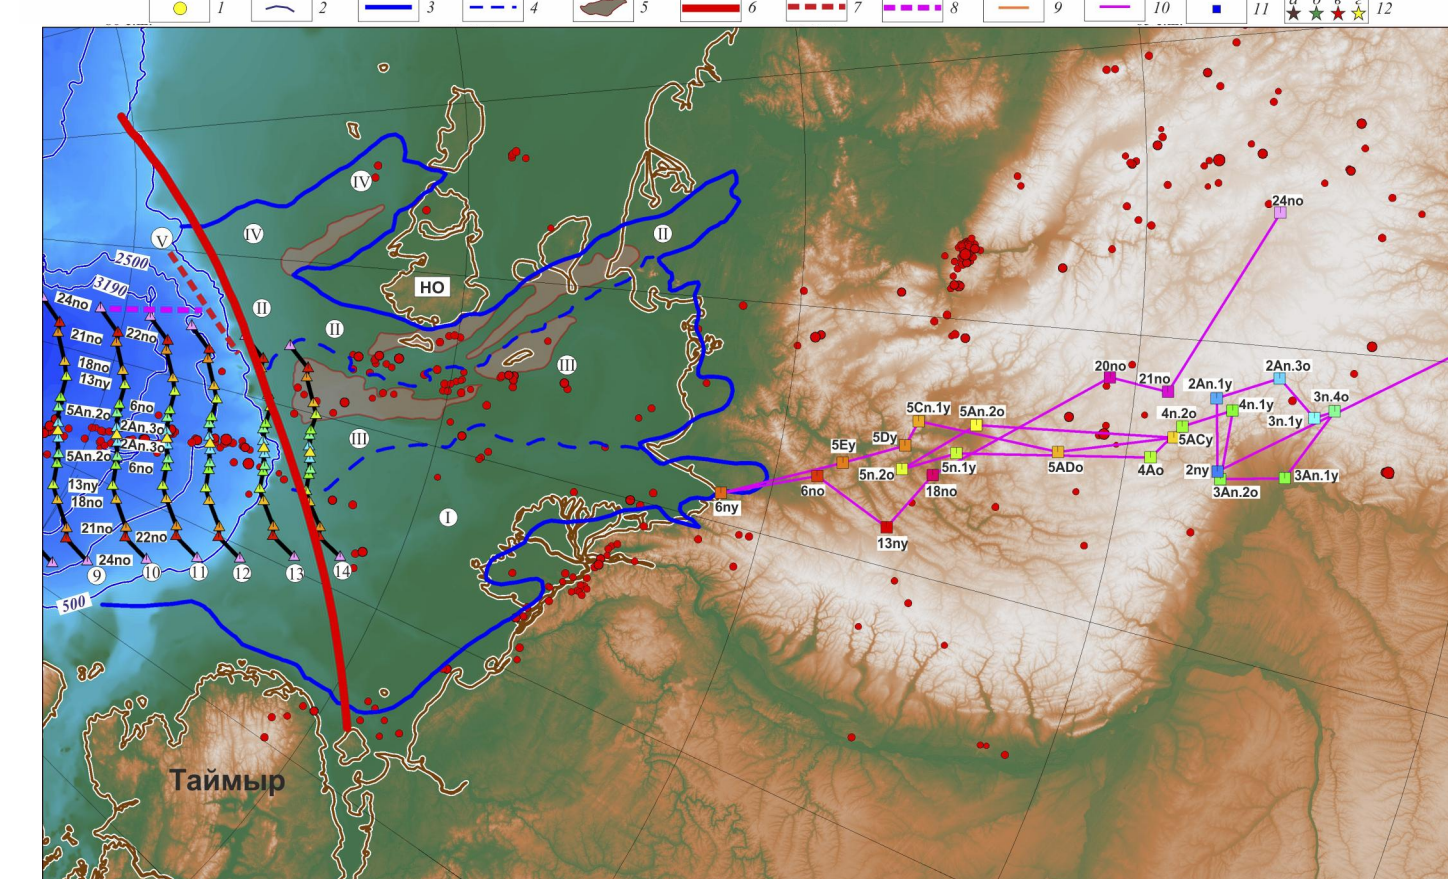 1 2 3 4 5 6 7 8 9 10 11 12
а б в г
IV
IV
V
II
НО
II
II
III
III
I
2500
3190
500
24no
21no
22no
18no
13ny
6no
5An.2o
2An.3o
2An.3o
5An.2o
6no
13ny
18no
21no
22no
24no
9 10 11 12 13 14
24no
20no
21no
2An.1y
2An.3o
3n.4o
3n.1y
4n.1y
4n.2o
5ACy
4Ao
5ADo
2ny
3An.2o
3An.1y
5Cn.1y
5An.2o
5Dy
5Ey
5n.2o
5n.1y
18no
6no
6ny
13ny
Таймыр